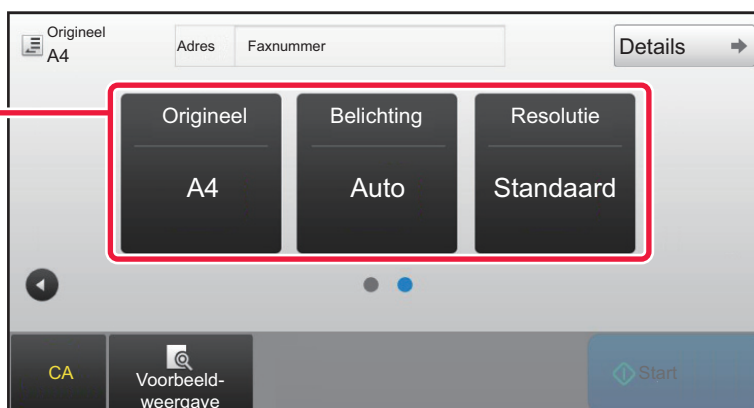 Origineel
A4
Adres Faxnummer
Details
Origineel Belichting Resolutie
A4 Auto Standaard
CA
Voorbeeld-
weergave
Start